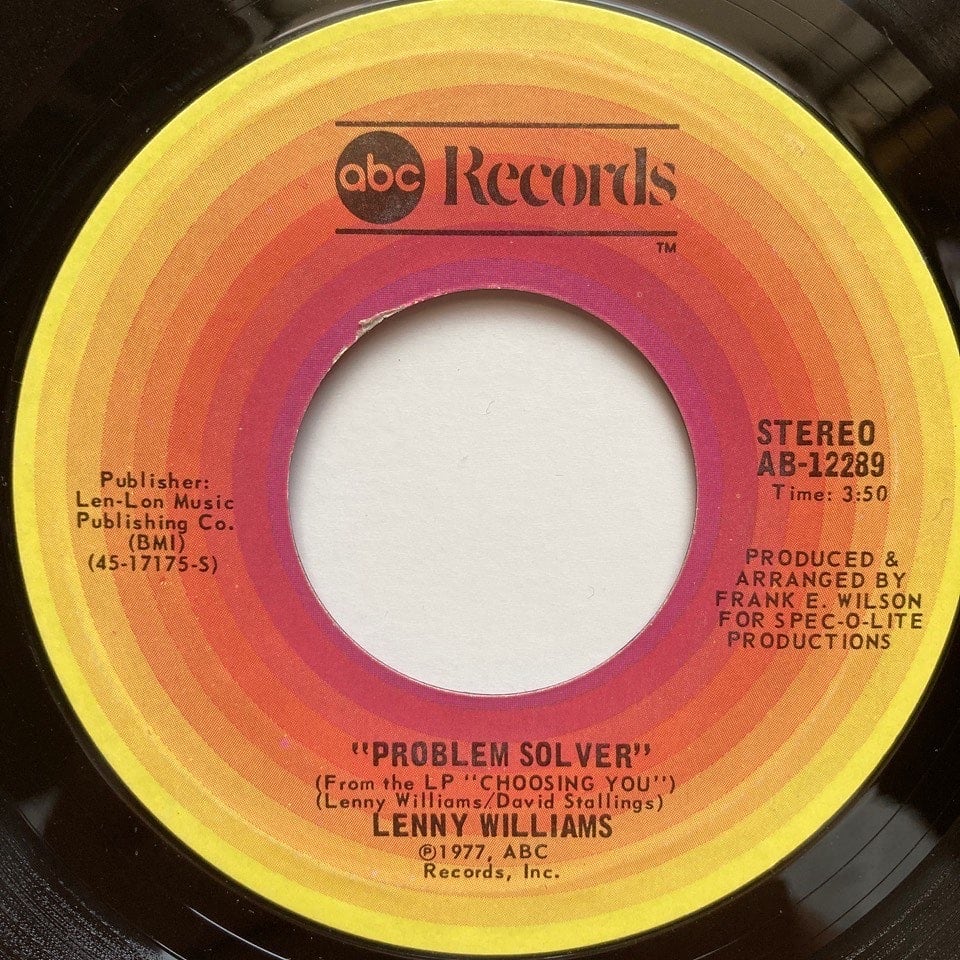 abc Records
TM
STEREO
AB-12289
Time: 3:50
Publisher:
Len-Lon Music
Publishing Co.
(BMI)
(45-17175-S)
PRODUCED &
ARRANGED BY
FRANK E. WILSON
FOR SPEC-O-LITE
PRODUCTIONS
"PROBLEM SOLVER"
(From the LP "CHOOSING YOU")
(Lenny Williams/David Stallings)
LENNY WILLIAMS
℗1977, ABC
Records, Inc.